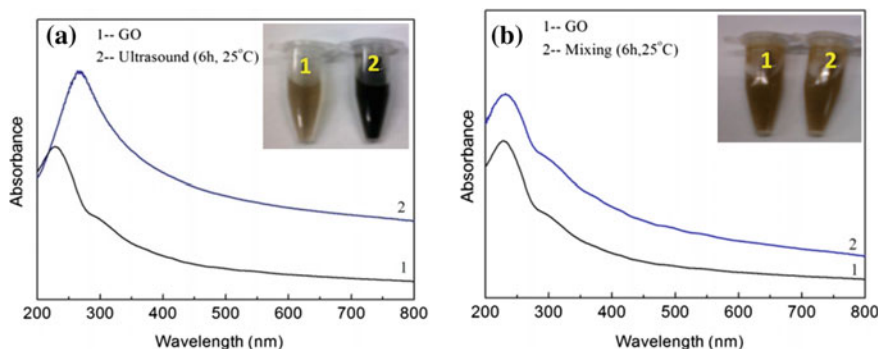 (a)
1-- GO
2-- Ultrasound (6h, 25°C)
1 2
Absorbance
2
1
200 300 400 500 600 700 800
Wavelength (nm)
(b)
1-- GO
2-- Mixing (6h,25°C)
1 2
Absorbance
2
1
200 300 400 500 600 700 800
Wavelength (nm)